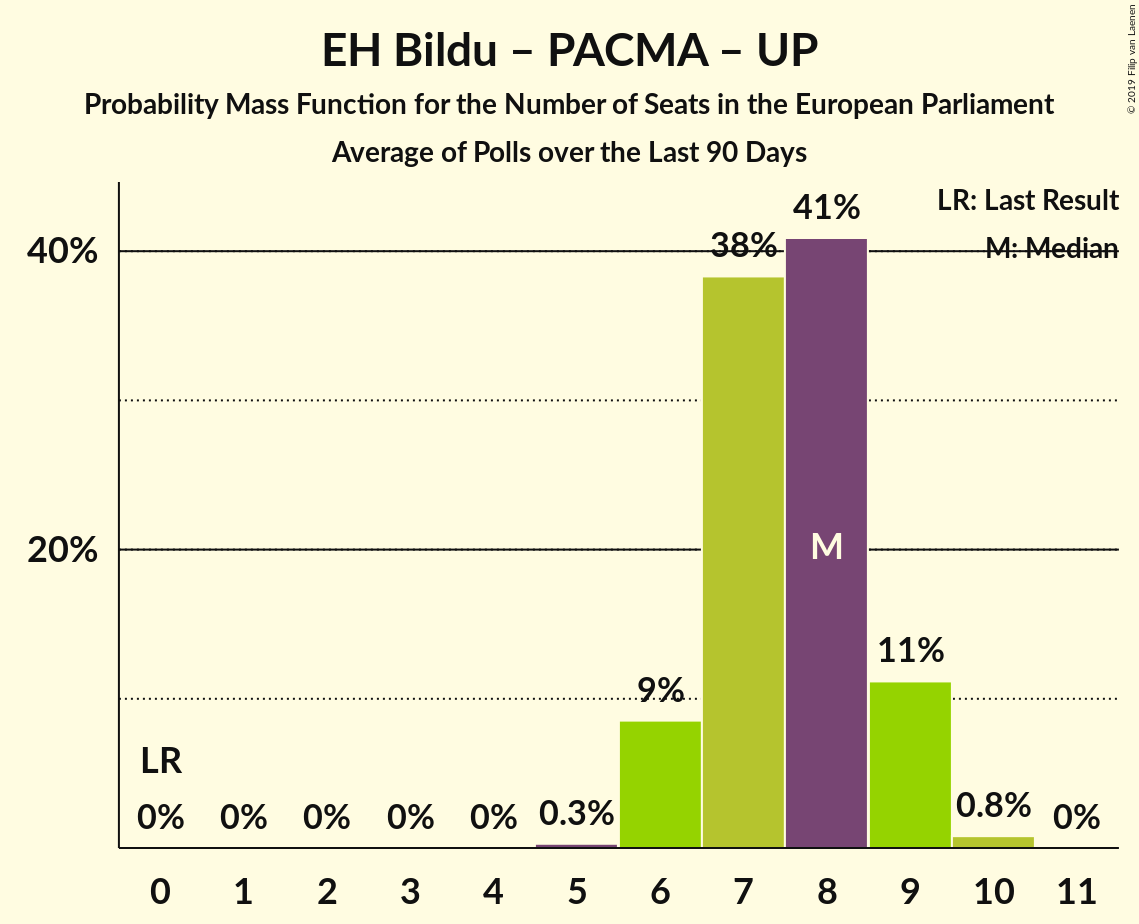 EH Bildu – PACMA – UP
Probability Mass Function for the Number of Seats in the European Parliament
Average of Polls over the Last 90 Days
© 2019 Filip van Laenen
LR: Last Result
M: Median
40%
20%
LR
0%
0%
0%
0%
0%
0.3%
9%
38%
41%
M
11%
0.8%
0%
0 1 2 3 4 5 6 7 8 9 10 11